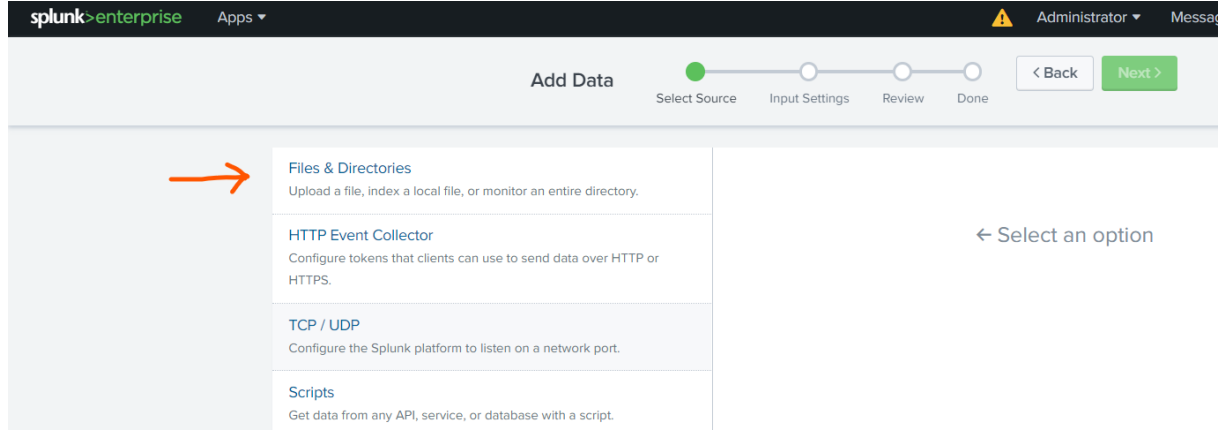 splunk>enterprise Apps ▾ Administrator ▾ Messag
Add Data
Select Source Input Settings Review Done
< Back Next >
Files & Directories
Upload a file, index a local file, or monitor an entire directory.
HTTP Event Collector
Configure tokens that clients can use to send data over HTTP or
HTTPS.
← Select an option
TCP / UDP
Configure the Splunk platform to listen on a network port.
Scripts
Get data from any API, service, or database with a script.